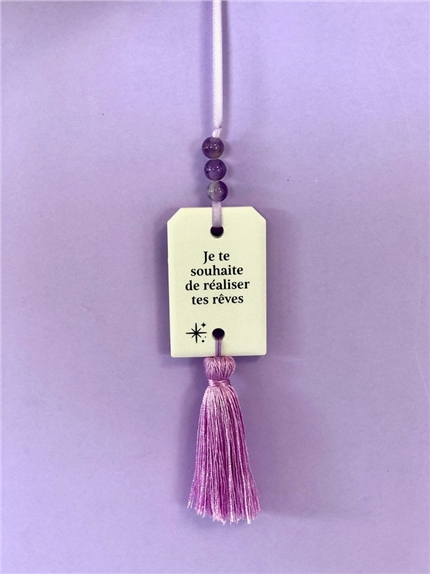 Je te
souhaite
de réaliser
tes rêves